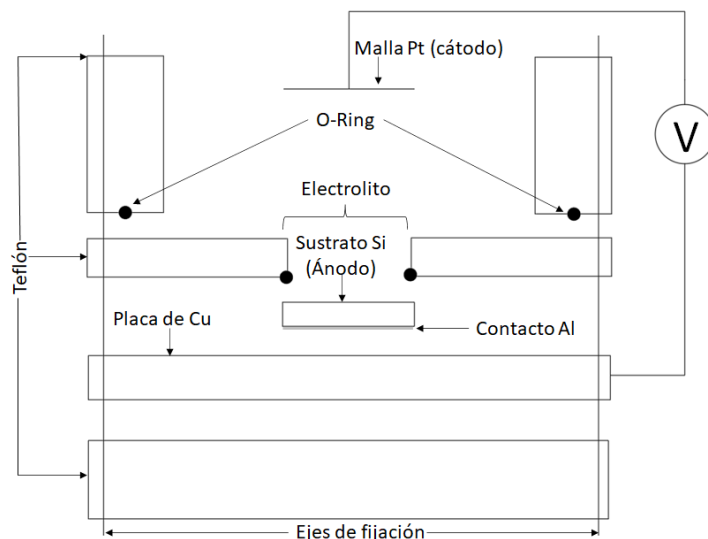 Malla Pt (cátodo)
O-Ring
V
Electrolito
Sustrato Si
(Ánodo)
Teflón
Placa de Cu
Contacto Al
Ejes de fijación